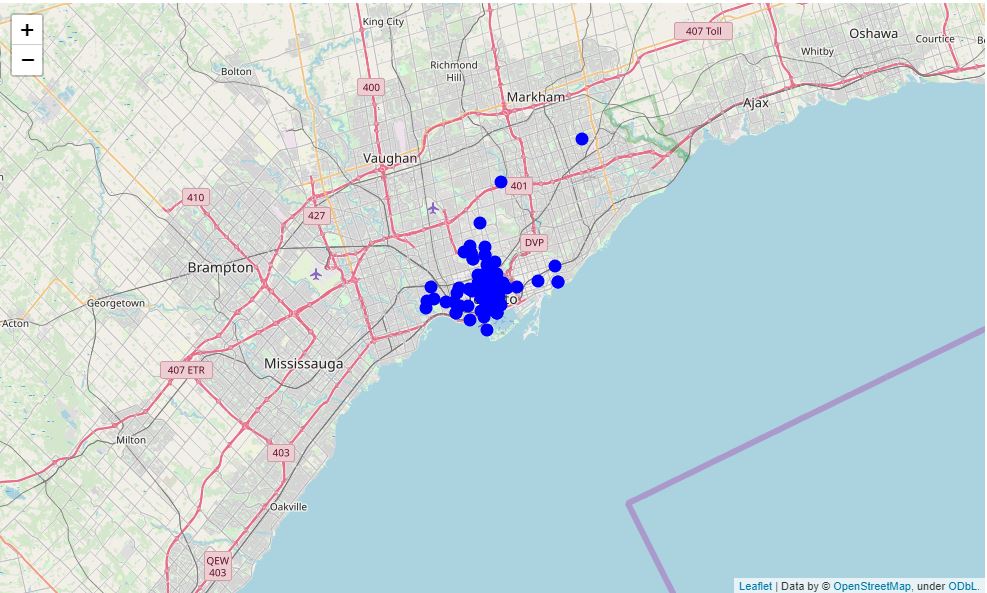 +
−
King City
407 Toll
Oshawa
Courtice
Whitby
Bolton
Richmond
Hill
400
Markham
Ajax
Vaughan
401
410
427
DVP
Brampton
Georgetown
Acton
Mississauga
407 ETR
Milton
403
Oakville
QEW
403
Leaflet | Data by © OpenStreetMap, under ODbL.